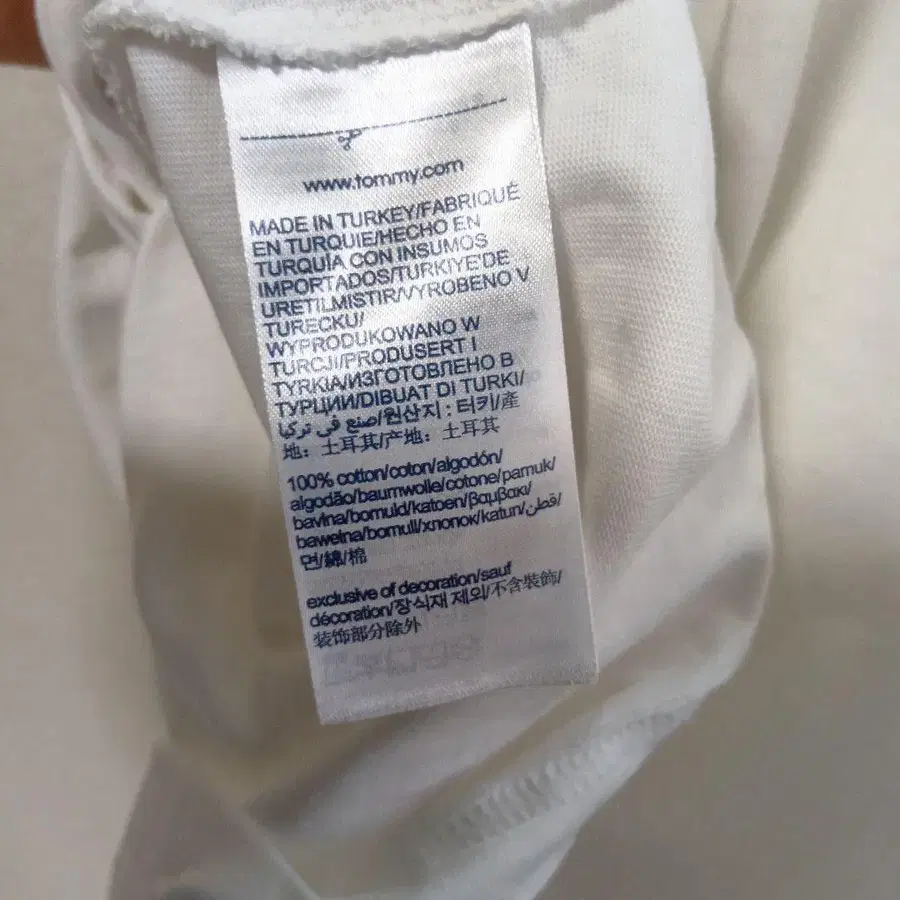 www.tommy.com
MADE IN TURKEY/FABRIQUÉ
EN TURQUIE/HECHO EN
TURQUÍA CON INSUMOS
IMPORTADOS/TURKIYE'DE
URETILMISTIR/VYROBENO V
TURECKU/
WYPRODUKOWANO W
TURCJI/PRODUSERT I
TYRKIA/ИЗГОТОВЛЕНО В
ТУРЦИИ/DIBUAT DI TURKI/
صنع في تركيا/원산지 : 터키/產
地：土耳其/产地：土耳其
100% cotton/coton/algodón/
algodão/baumwolle/cotone/pamuk/
bavlna/bomuld/katoen/βαμβακι/
bawełna/bomull/хлопок/katun/قطن/
면/綿/棉
exclusive of decoration/sauf
décoration/장식재 제외/不含裝飾/
装饰部分除外